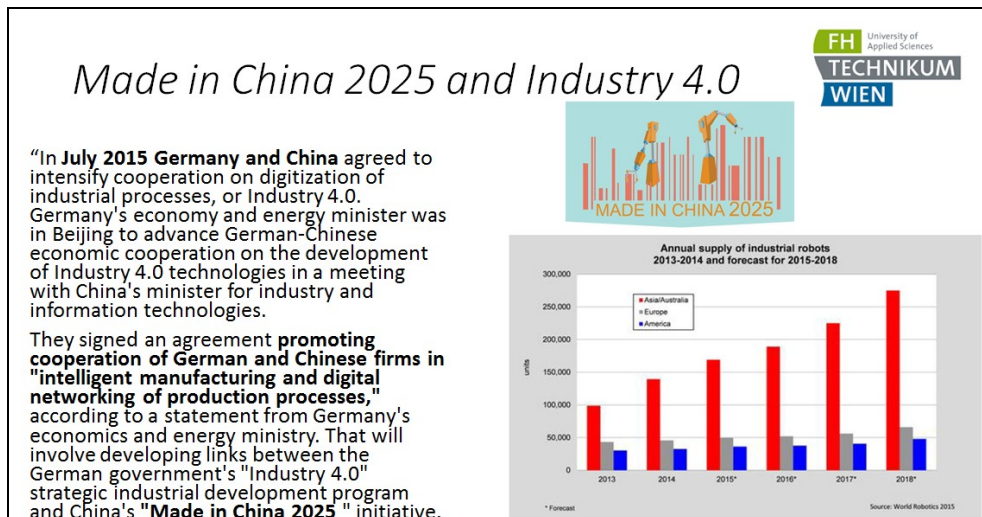 Made in China 2025 and Industry 4.0
FH University of
Applied Sciences
TECHNIKUM
WIEN
MADE IN CHINA 2025
“In July 2015 Germany and China agreed to
intensify cooperation on digitization of
industrial processes, or Industry 4.0.
Germany's economy and energy minister was
in Beijing to advance German-Chinese
economic cooperation on the development
of Industry 4.0 technologies in a meeting
with China's minister for industry and
information technologies.
They signed an agreement promoting
cooperation of German and Chinese firms in
"intelligent manufacturing and digital
networking of production processes,"
according to a statement from Germany's
economics and energy ministry. That will
involve developing links between the
German government's "Industry 4.0"
strategic industrial development program
and China's "Made in China 2025 " initiative.
Annual supply of industrial robots
2013-2014 and forecast for 2015-2018
300,000
250,000
200,000
150,000
100,000
50,000
0
units
Asia/Australia
Europe
America
2013 2014 2015* 2016* 2017* 2018*
* Forecast
Source: World Robotics 2015